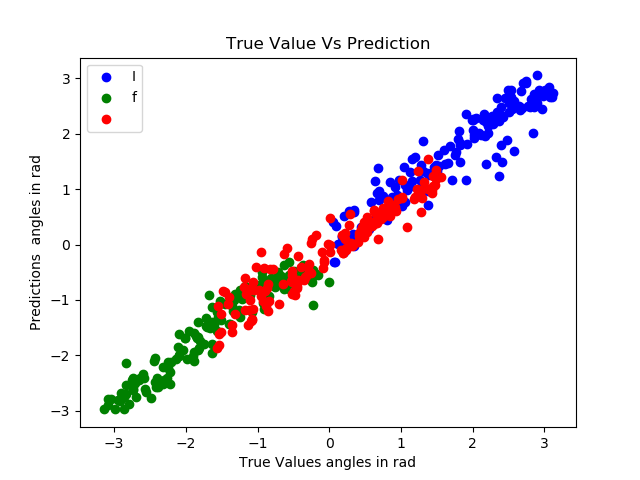 True Value Vs Prediction
l
f
3
2
1
0
−1
−2
−3
Predictions  angles in rad
−3 −2 −1 0 1 2 3
True Values angles in rad